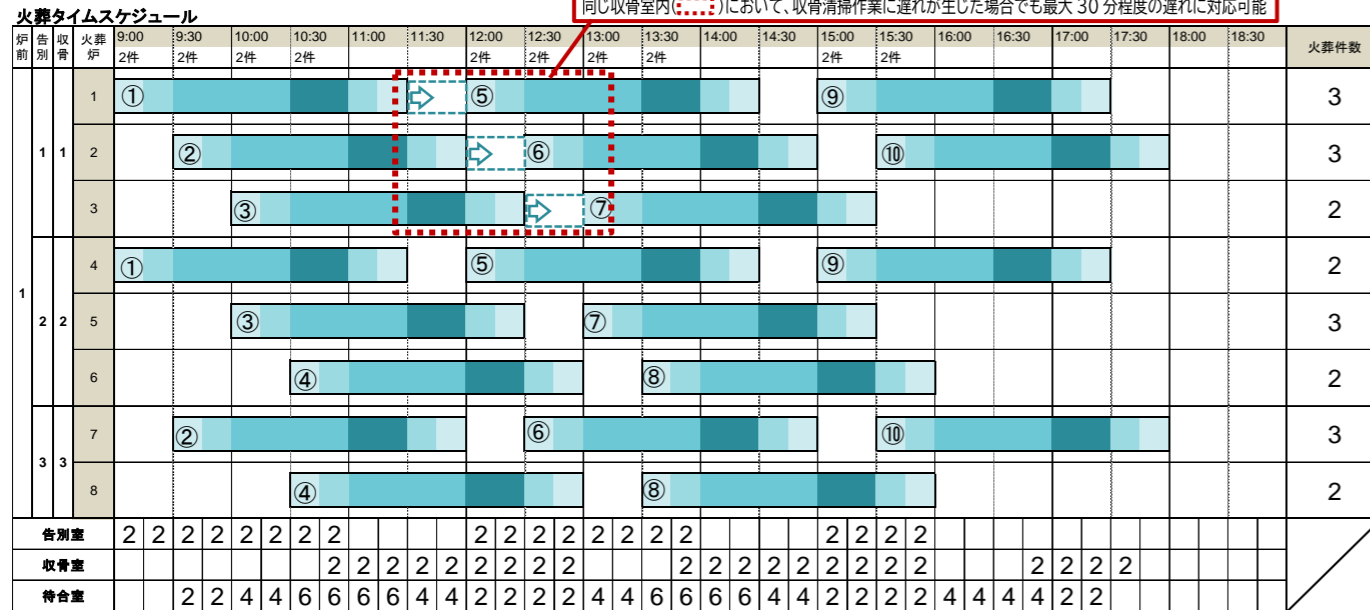 同じ収骨室内( )において、収骨清掃作業に遅れが生じた場合でも最大 30 分程度の遅れに対応可能
火葬タイムスケジュール
炉前 告別 収骨 火葬炉 9:00 9:30 10:00 10:30 11:00 11:30 12:00 12:30 13:00 13:30 14:00 14:30 15:00 15:30 16:00 16:30 17:00 17:30 18:00 18:30 火葬件数
2件 2件 2件 2件 2件 2件 2件 2件 2件 2件
1 ① ⑤ ⑨ 3
1 1 2 ② ⑥ ⑩ 3
3 ③ ⑦ 2
4 ① ⑤ ⑨ 2
1
2 2 5 ③ ⑦ 3
6 ④ ⑧ 2
7 ② ⑥ ⑩ 3
3 3
8 ④ ⑧ 2
告別室 2 2 2 2 2 2 2 2 2 2 2 2 2 2 2 2 2 2 2 2
収骨室 2 2 2 2 2 2 2 2 2 2 2 2 2 2 2 2 2 2 2 2 2 2
待合室 2 2 4 4 6 6 6 6 4 4 2 2 2 2 4 4 6 6 6 6 4 4 2 2 2 2 4 4 4 4 2 2